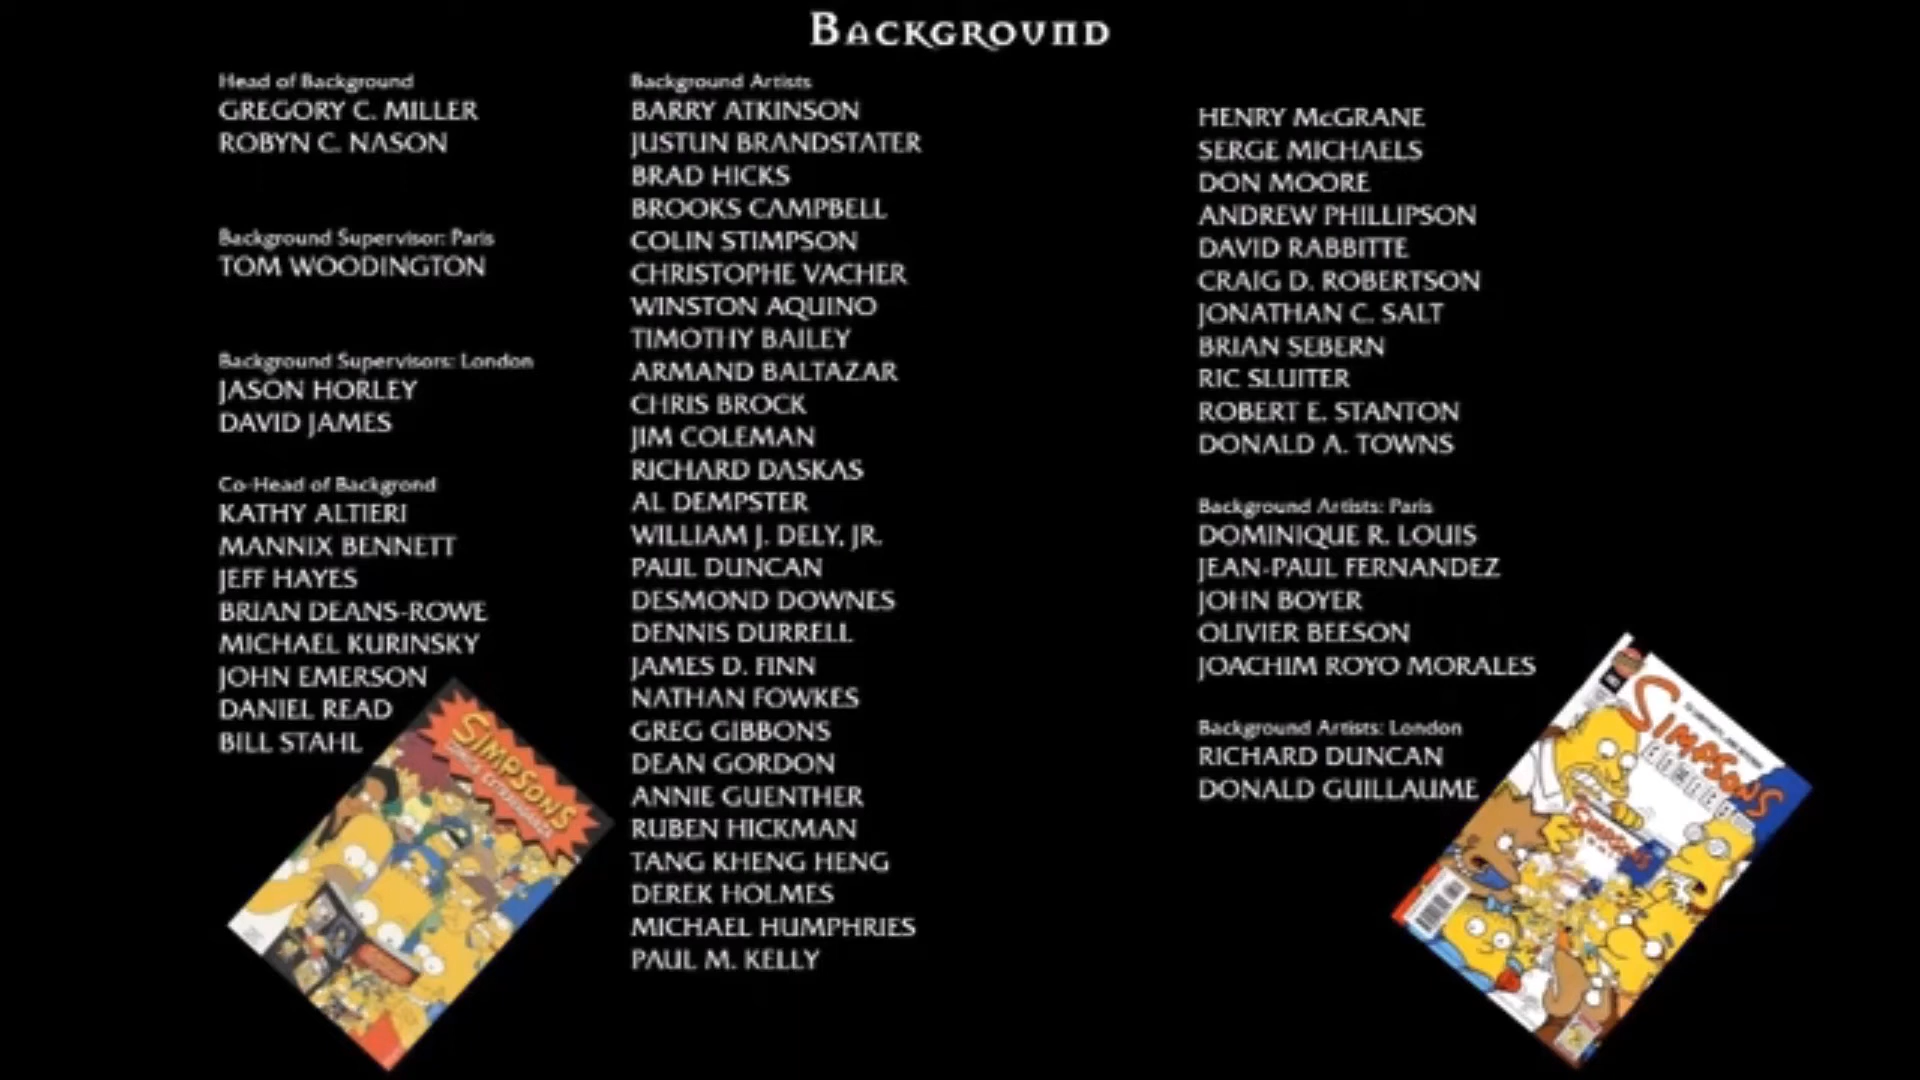 BACKGROUND
Head of Background
GREGORY C. MILLER
ROBYN C. NASON
Background Supervisor: Paris
TOM WOODINGTON
Background Supervisors: London
JASON HORLEY
DAVID JAMES
Co-Head of Backgrond
KATHY ALTIERI
MANNIX BENNETT
JEFF HAYES
BRIAN DEANS-ROWE
MICHAEL KURINSKY
JOHN EMERSON
DANIEL READ
BILL STAHL
Background Artists
BARRY ATKINSON
JUSTUN BRANDSTATER
BRAD HICKS
BROOKS CAMPBELL
COLIN STIMPSON
CHRISTOPHE VACHER
WINSTON AQUINO
TIMOTHY BAILEY
ARMAND BALTAZAR
CHRIS BROCK
JIM COLEMAN
RICHARD DASKAS
AL DEMPSTER
WILLIAM J. DELY, JR.
PAUL DUNCAN
DESMOND DOWNES
DENNIS DURRELL
JAMES D. FINN
NATHAN FOWKES
GREG GIBBONS
DEAN GORDON
ANNIE GUENTHER
RUBEN HICKMAN
TANG KHENG HENG
DEREK HOLMES
MICHAEL HUMPHRIES
PAUL M. KELLY
HENRY McGRANE
SERGE MICHAELS
DON MOORE
ANDREW PHILLIPSON
DAVID RABBITTE
CRAIG D. ROBERTSON
JONATHAN C. SALT
BRIAN SEBERN
RIC SLUITER
ROBERT E. STANTON
DONALD A. TOWNS
Background Artists: Paris
DOMINIQUE R. LOUIS
JEAN-PAUL FERNANDEZ
JOHN BOYER
OLIVIER BEESON
JOACHIM ROYO MORALES
Background Artists: London
RICHARD DUNCAN
DONALD GUILLAUME
SIMPSONS
SIMPSONS
COMICS
SIMPSONS